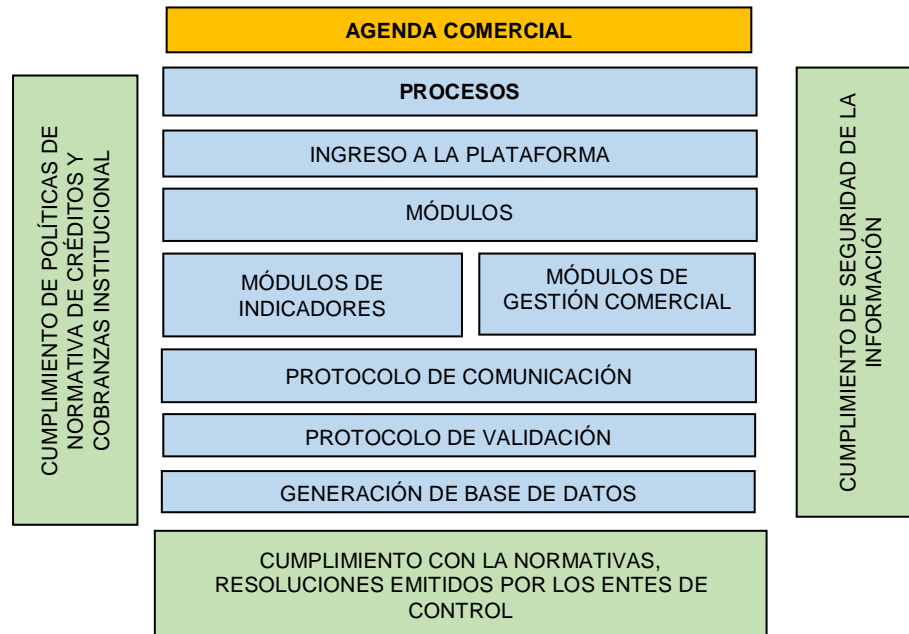 AGENDA COMERCIAL
PROCESOS
INGRESO A LA PLATAFORMA
MÓDULOS
MÓDULOS DE
INDICADORES
MÓDULOS DE
GESTIÓN COMERCIAL
PROTOCOLO DE COMUNICACIÓN
PROTOCOLO DE VALIDACIÓN
GENERACIÓN DE BASE DE DATOS
CUMPLIMIENTO DE POLÍTICAS DE
NORMATIVA DE CRÉDITOS Y
COBRANZAS INSTITUCIONAL
CUMPLIMIENTO DE SEGURIDAD DE LA
INFORMACIÓN
CUMPLIMIENTO CON LA NORMATIVAS,
RESOLUCIONES EMITIDOS POR LOS ENTES DE
CONTROL